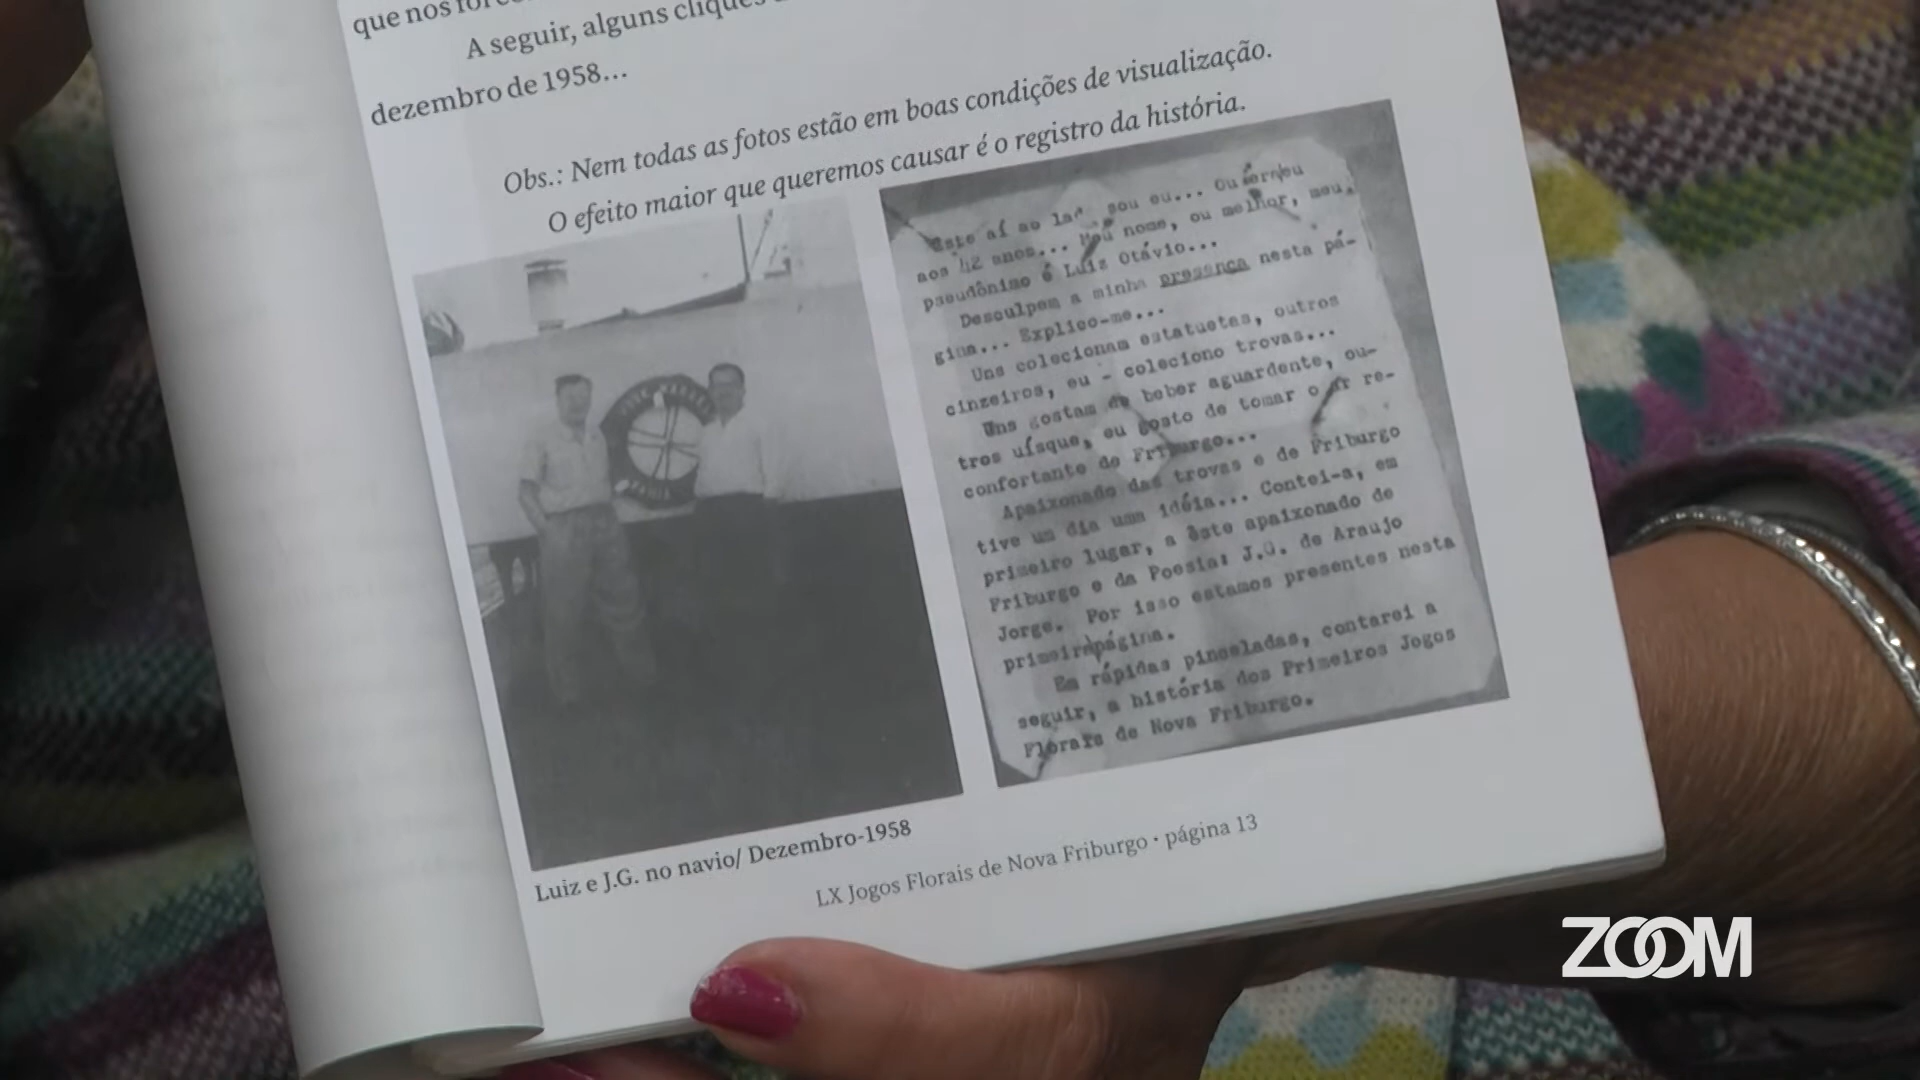 que nos
A seguir, alguns cliques
dezembro de 1958...
Obs.: Nem todas as fotos estão em boas condições de visualização.
O efeito maior que queremos causar é o registro da história.
Este aí ao lad sou eu... Ou
aos 42 anos... Meu nome, ou melhor, meu
pseudônimo é Luiz Otávio...
Desculpem a minha presença nesta pá-
gina... Explico-me...
Uns colecionam estatuetas, outros
cinzeiros, eu - coleciono trovas...
Uns gostam de beber aguardente, ou-
tros uísque, eu gosto de tomar o ar re-
confortante de Friburgo...
Apaixonado das trovas e de Friburgo
tive um dia uma idéia... Contei-a, em
primeiro lugar, a êste apaixonado de
Friburgo e da Poesia: J.G. de Araujo
Jorge. Por isso estamos presentes nesta
primeira página.
Em rápidas pinceladas, contarei a
seguir, a história dos Primeiros Jogos
Florais de Nova Friburgo.
Luiz e J.G. no navio/ Dezembro-1958
LX Jogos Florais de Nova Friburgo • página 13
ZOOM